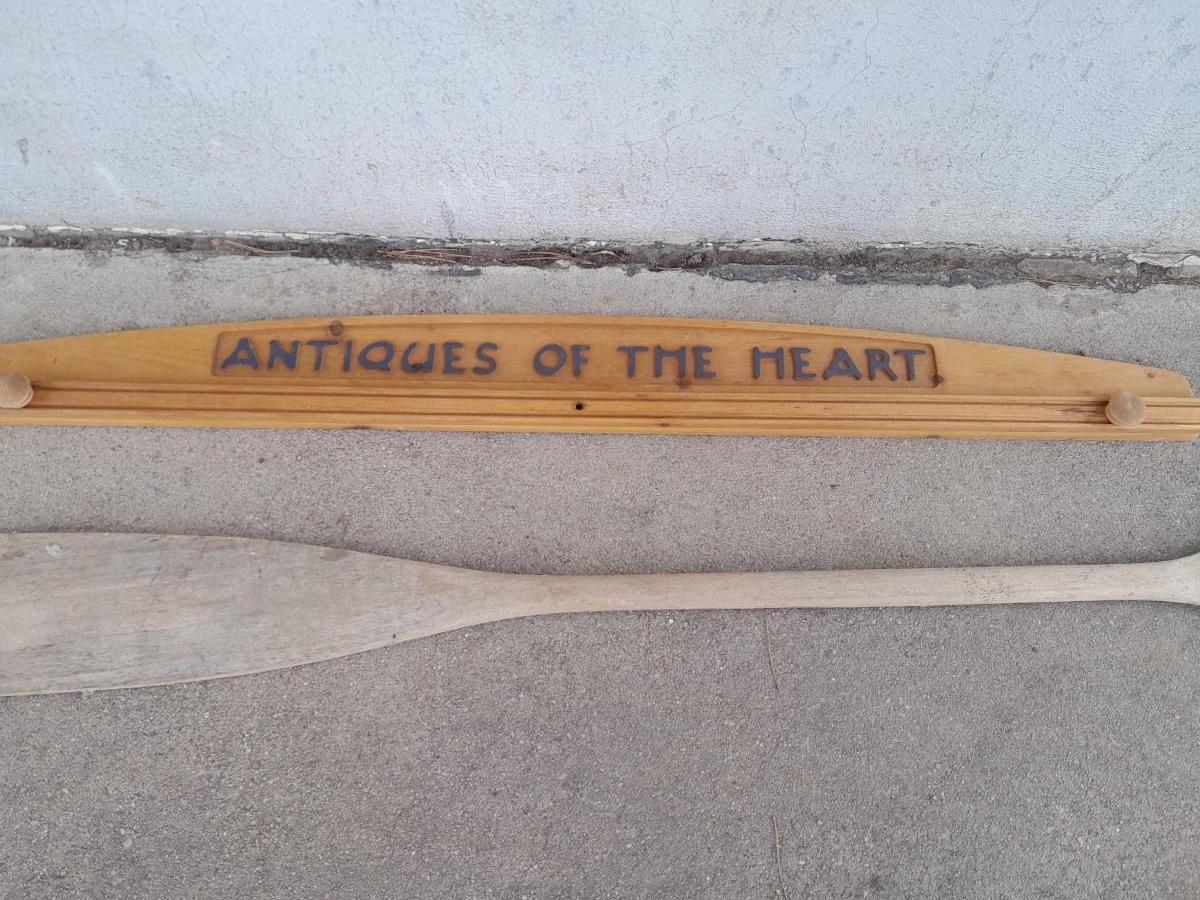 ANTIQUES OF THE HEART